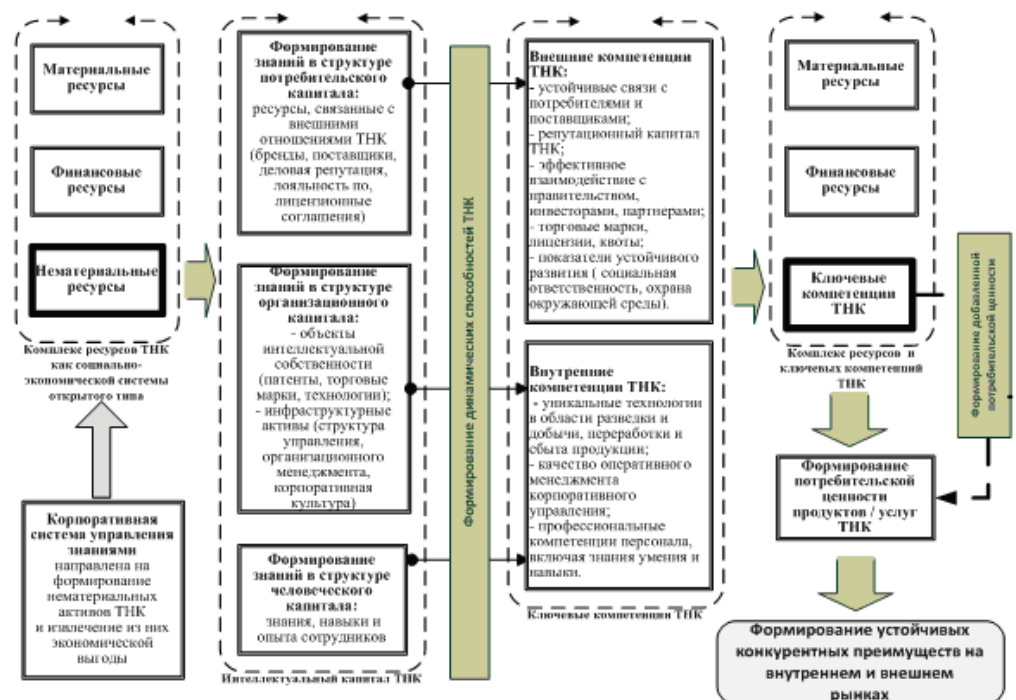 Материальные
ресурсы
Финансовые
ресурсы
Нематериальные
ресурсы
Комплекс ресурсов ТНК
как социально-
экономической системы
открытого типа
Корпоративная
система управления
знаниями
направлена на
формирование
нематериальных
активов ТНК
и извлечение из них
экономической
выгоды
Формирование
знаний в структуре
потребительского
капитала:
ресурсы, связанные с
внешними
отношениями ТНК
(бренды, поставщики,
деловая репутация,
лояльность по,
лицензионные
соглашения)
Формирование
знаний в структуре
организационного
капитала:
- объекты
интеллектуальной
собственности
(патенты, торговые
марки, технологии);
- инфраструктурные
активы (структура
управления,
организационного
менеджмента,
корпоративная
культура)
Формирование
знаний в структуре
человеческого
капитала:
знания, навыки и
опыта сотрудников
Интеллектуальный капитал ТНК
Формирование динамических способностей ТНК
Внешние компетенции
ТНК:
- устойчивые связи с
потребителями и
поставщиками;
- репутационный капитал
ТНК;
- эффективное
взаимодействие с
правительством,
инвесторами, партнерами;
- торговые марки,
лицензии, квоты;
- показатели устойчивого
развития ( социальная
ответственность, охрана
окружающей среды).
Внутренние
компетенции ТНК:
- уникальные технологии
в области разведки и
добычи, переработки и
сбыта продукции;
- качество оперативного
менеджмента
корпоративного
управления;
- профессиональные
компетенции персонала,
включая знания умения и
навыки.
Ключевые компетенции ТНК
Материальные
ресурсы
Финансовые
ресурсы
Ключевые
компетенции
ТНК
Комплекс ресурсов и
ключевых компетенций
ТНК
Формирование добавленной
потребительской ценности
Формирование
потребительской
ценности
продуктов / услуг
ТНК
Формирование устойчивых
конкурентных преимуществ на
внутреннем и внешнем
рынках